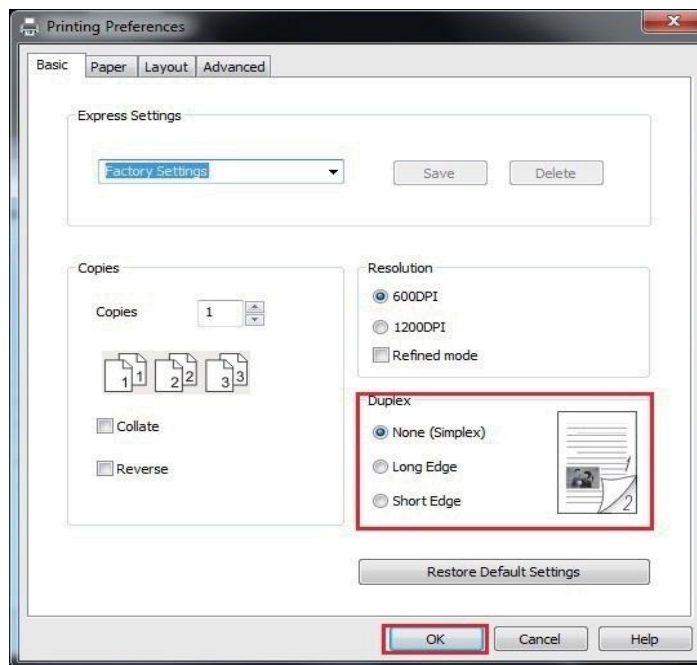 Printing Preferences
Basic Paper Layout Advanced
Express Settings
Factory Settings
Save Delete
Copies
Copies 1
1 1 2 2 3 3
Collate
Reverse
Resolution
600DPI
1200DPI
Refined mode
Duplex
None (Simplex)
Long Edge
Short Edge
1
2
Restore Default Settings
OK Cancel Help